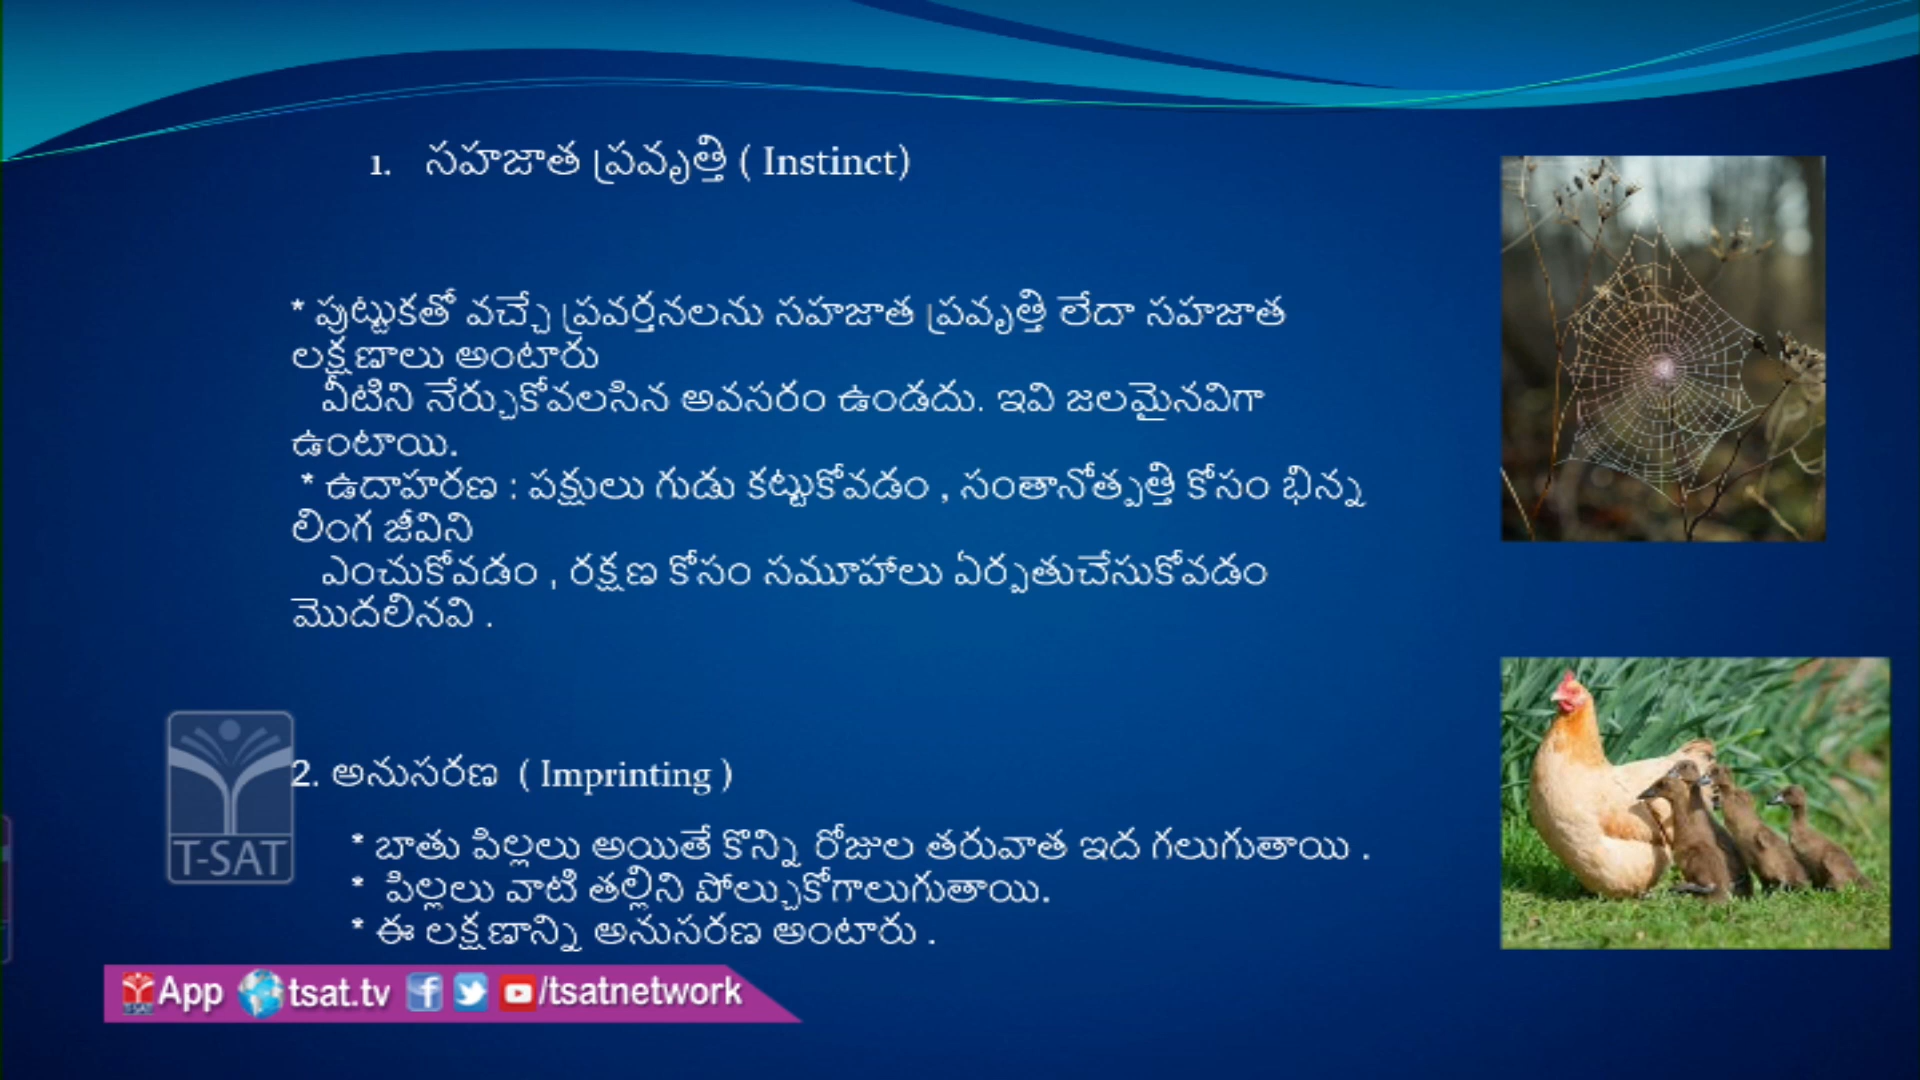 1. సహజాత ప్రవృత్తి ( Instinct)
* పుట్టుకతో వచ్చే ప్రవర్తనలను సహజాత ప్రవృత్తి లేదా సహజాత
లక్షణాలు అంటారు
వీటిని నేర్చుకోవలసిన అవసరం ఉండదు. ఇవి జలమైనవిగా
ఉంటాయి.
* ఉదాహరణ : పక్షులు గుడు కట్టుకోవడం , సంతానోత్పత్తి కోసం భిన్న
లింగ జీవిని
ఎంచుకోవడం , రక్షణ కోసం సమూహాలు ఏర్పతుచేసుకోవడం
మొదలినవి .
2. అనుసరణ ( Imprinting )
* బాతు పిల్లలు అయితే కొన్ని రోజుల తరువాత ఇద గలుగుతాయి .
* పిల్లలు వాటి తల్లిని పోల్చుకోగాలుగుతాయి.
* ఈ లక్షణాన్ని అనుసరణ అంటారు .
T-SAT
App tsat.tv /tsatnetwork